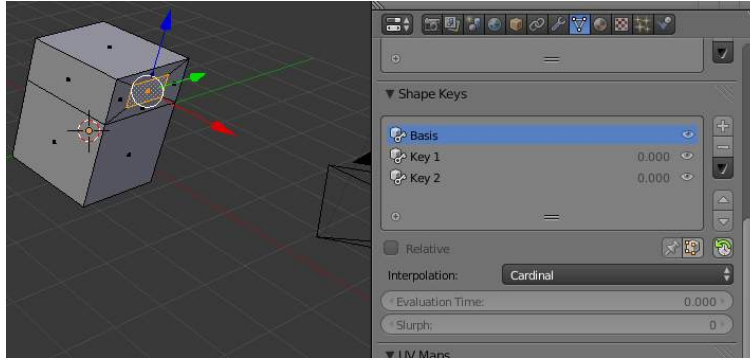 Shape Keys
Basis
Key 1 0.000
Key 2 0.000
Relative
Interpolation: Cardinal
Evaluation Time: 0.000
Slurph: 0
UV Maps